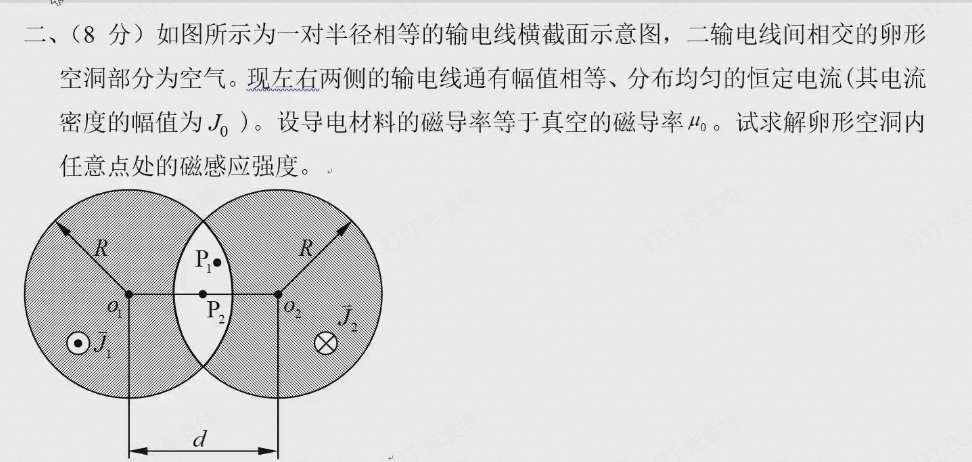 二、（8 分）如图所示为一对半径相等的输电线横截面示意图，二输电线间相交的卵形
空洞部分为空气。现左右两侧的输电线通有幅值相等、分布均匀的恒定电流(其电流
密度的幅值为 J₀ )。设导电材料的磁导率等于真空的磁导率 μ₀ 。试求解卵形空洞内
任意点处的磁感应强度。
R
P₁
R
o₁
P₂
o₂
J⃗₁
J⃗₂
d